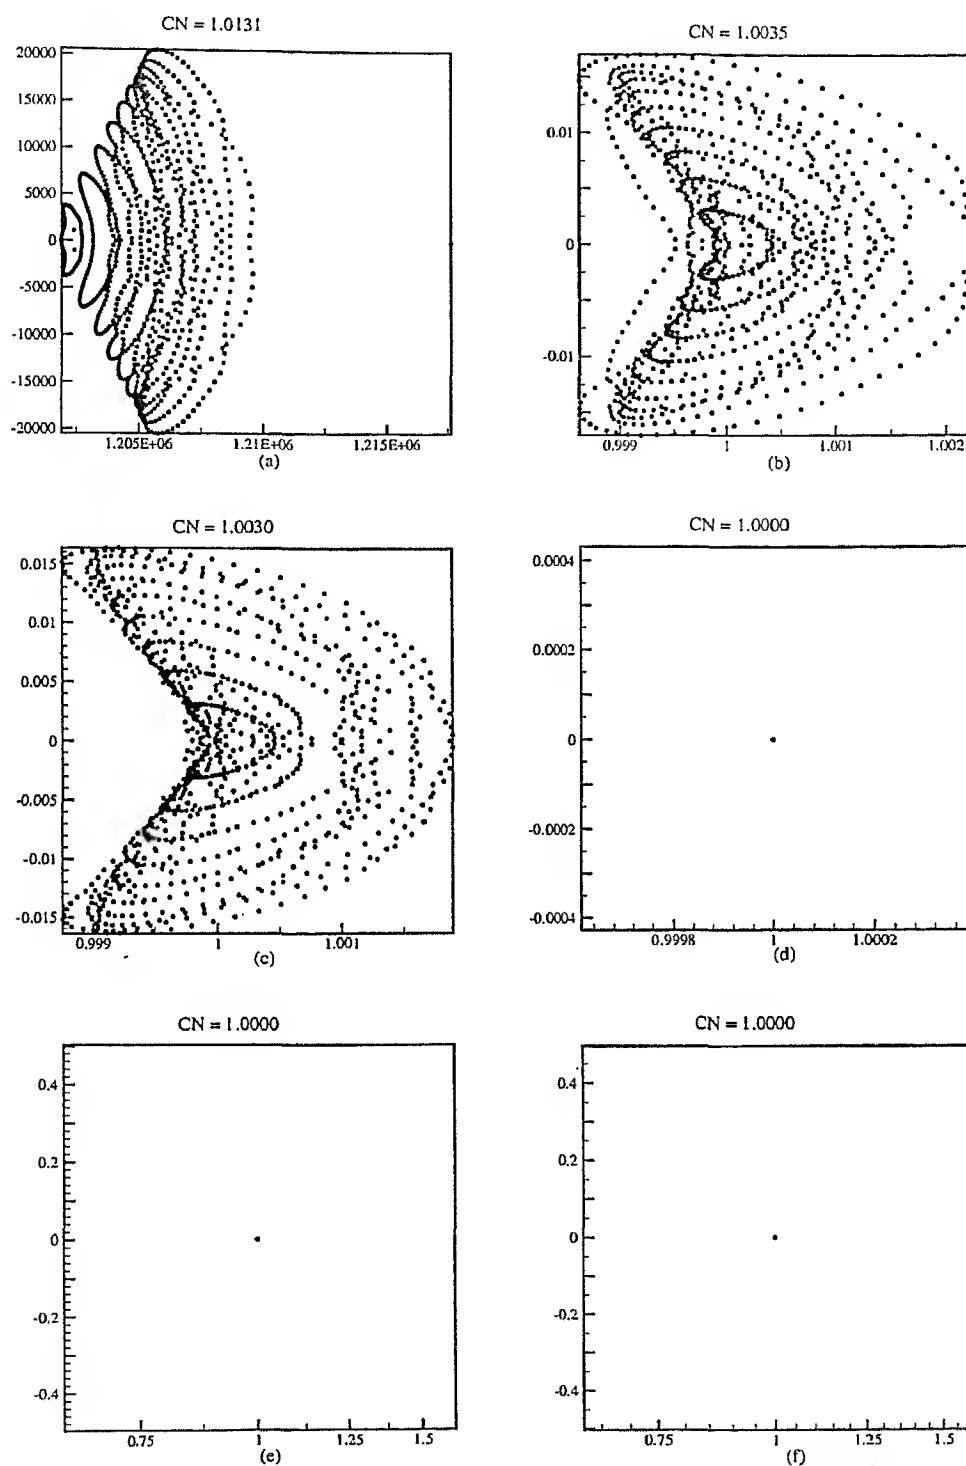 CN = 1.0131
20000
15000
10000
5000
0
-5000
-10000
-15000
-20000
1.205E+06 1.21E+06 1.215E+06
(a)
CN = 1.0035
0.01
0
-0.01
0.999 1 1.001 1.002
(b)
CN = 1.0030
0.015
0.01
0.005
0
-0.005
-0.01
-0.015
0.999 1 1.001
(c)
CN = 1.0000
0.0004
0.0002
0
-0.0002
-0.0004
0.9998 1 1.0002
(d)
CN = 1.0000
0.4
0.2
0
-0.2
-0.4
0.75 1 1.25 1.5
(e)
CN = 1.0000
0.4
0.2
0
-0.2
-0.4
0.75 1 1.25 1.5
(f)